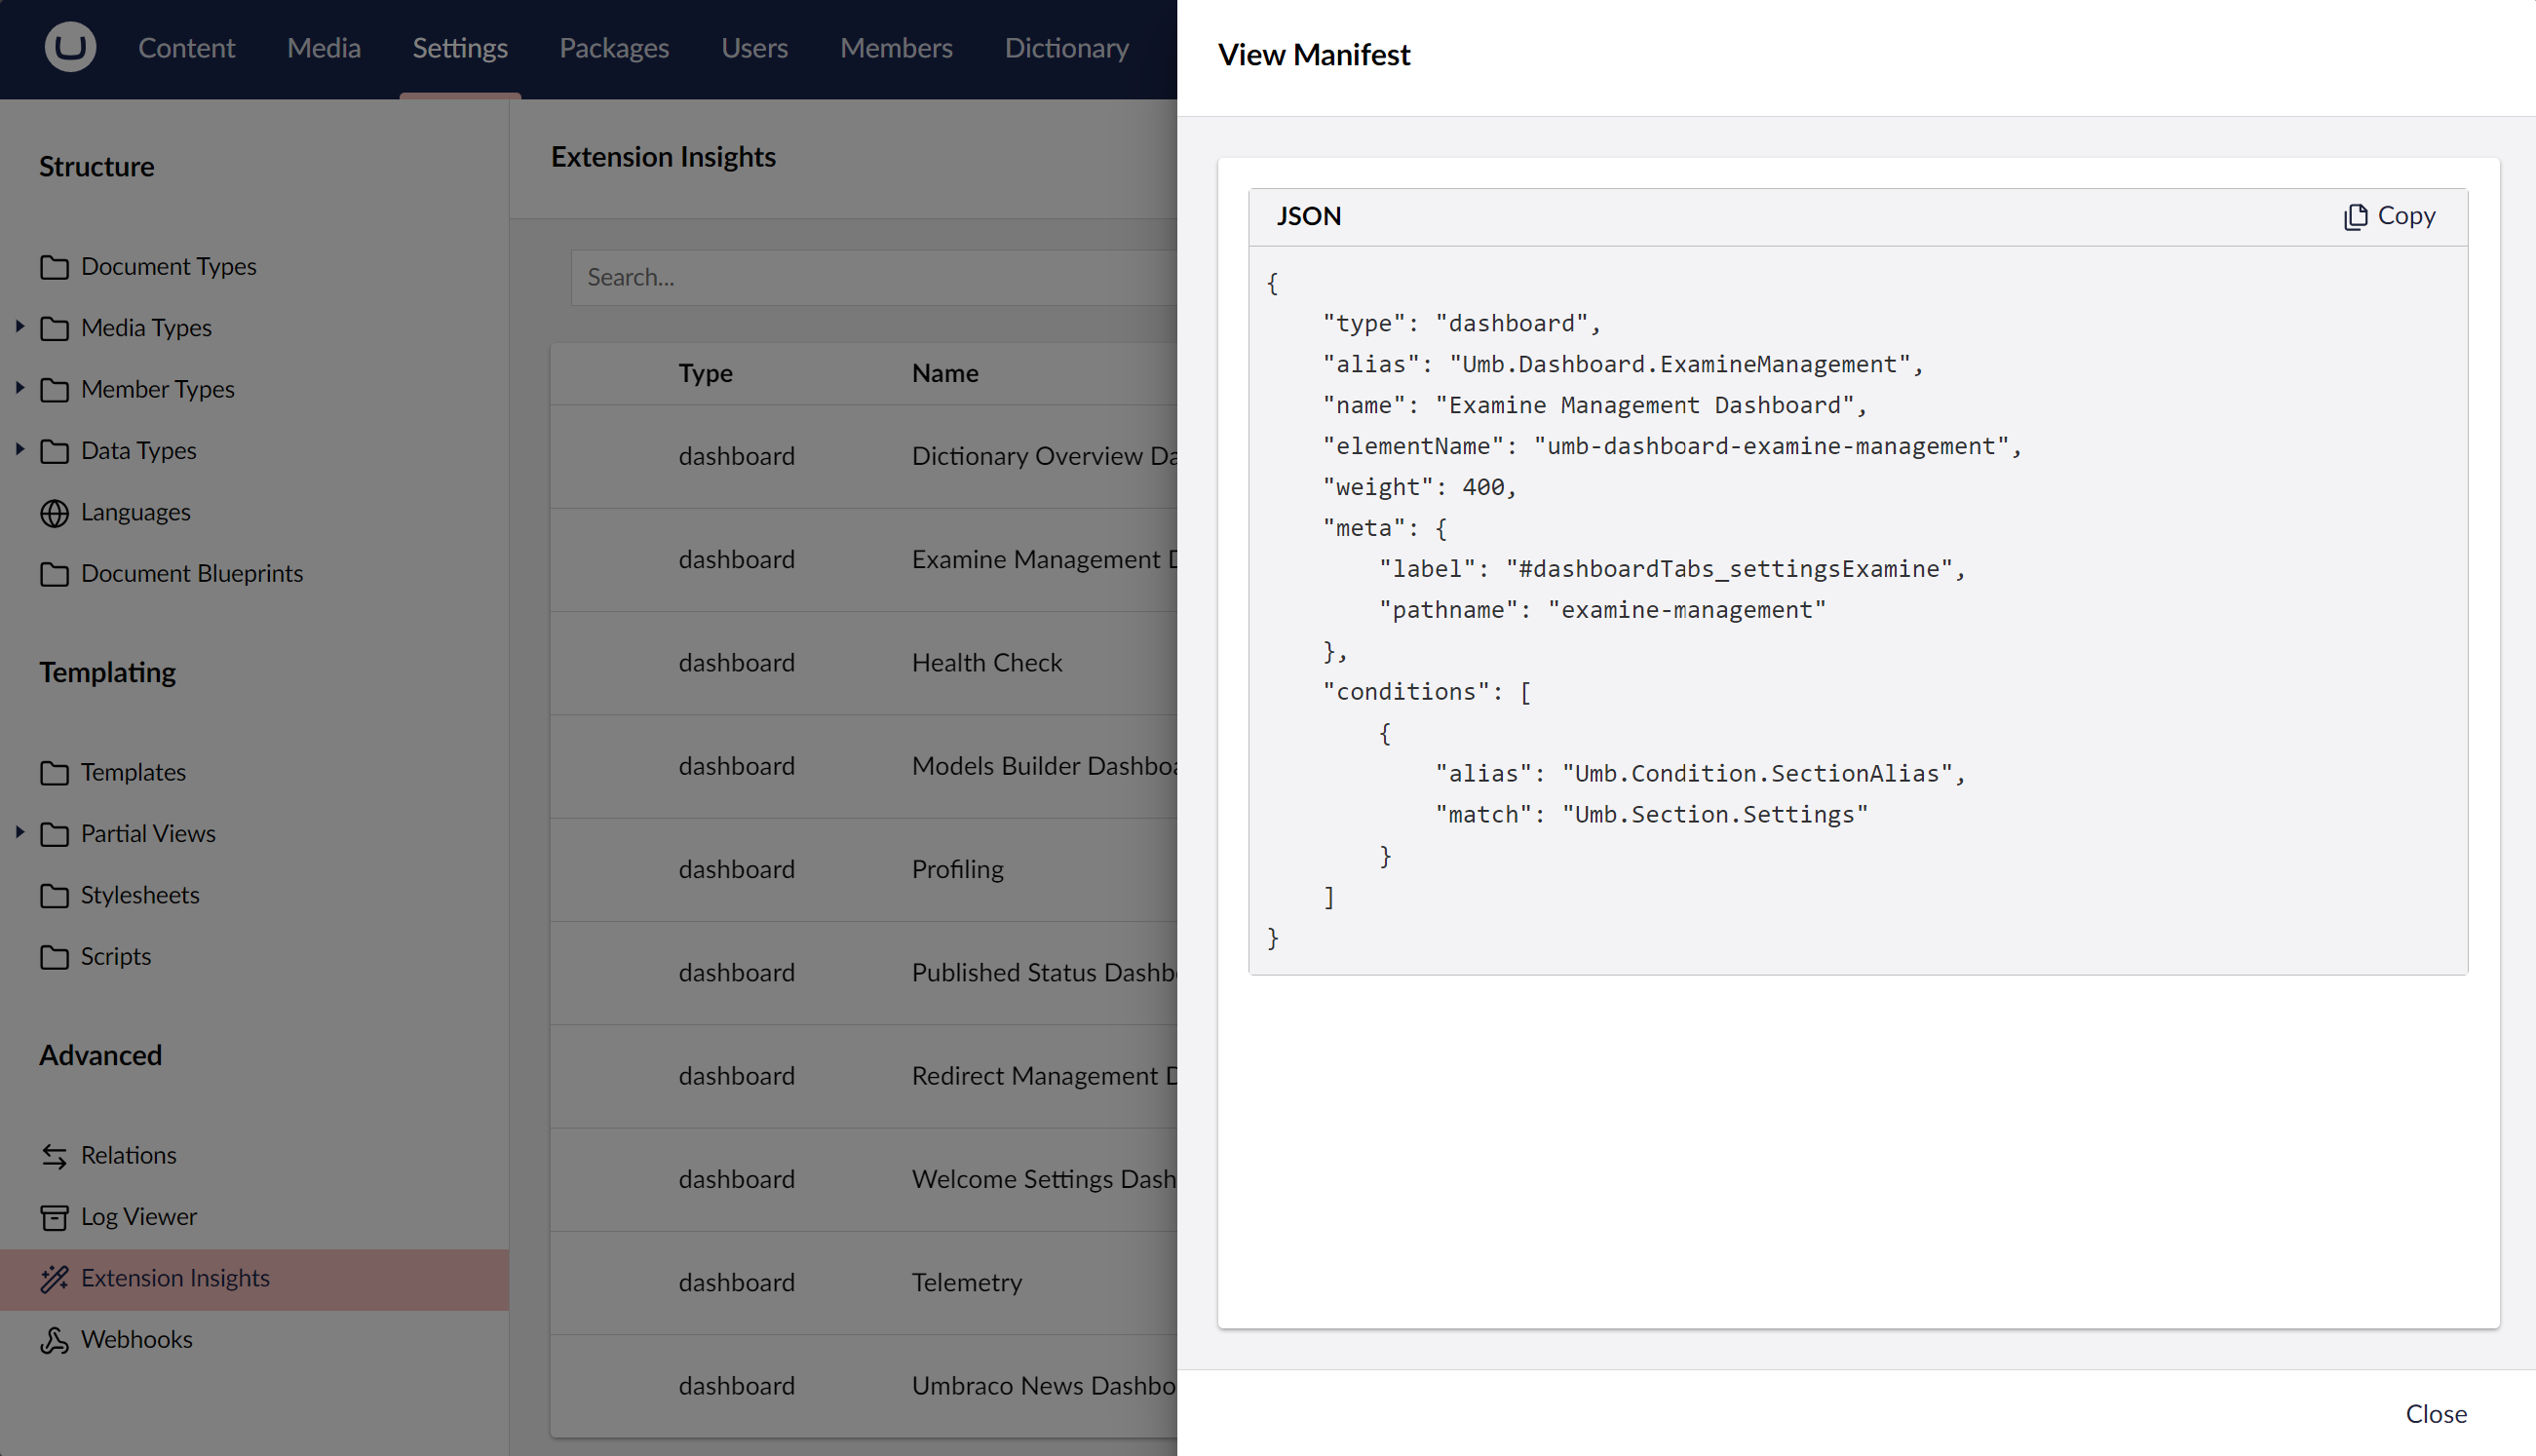 Content
Media
Settings
Packages
Users
Members
Dictionary
Structure
Document Types
Media Types
Member Types
Data Types
Languages
Document Blueprints
Templating
Templates
Partial Views
Stylesheets
Scripts
Advanced
Relations
Log Viewer
Extension Insights
Webhooks
Extension Insights
Search...
Type Name
dashboard Dictionary Overview Da
dashboard Examine Management D
dashboard Health Check
dashboard Models Builder Dashboa
dashboard Profiling
dashboard Published Status Dashb
dashboard Redirect Management D
dashboard Welcome Settings Dash
dashboard Telemetry
dashboard Umbraco News Dashbo
View Manifest
JSON
Copy
{
"type": "dashboard",
"alias": "Umb.Dashboard.ExamineManagement",
"name": "Examine Management Dashboard",
"elementName": "umb-dashboard-examine-management",
"weight": 400,
"meta": {
"label": "#dashboardTabs_settingsExamine",
"pathname": "examine-management"
},
"conditions": [
{
"alias": "Umb.Condition.SectionAlias",
"match": "Umb.Section.Settings"
}
]
}
Close